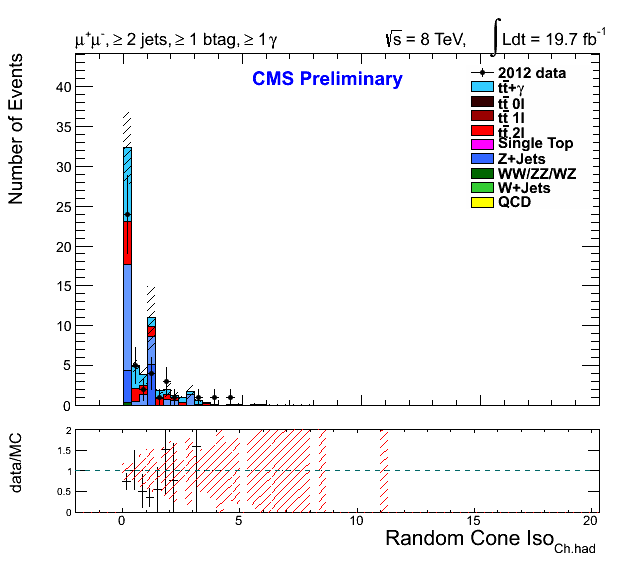 μ⁺μ⁻, ≥ 2 jets, ≥ 1 btag, ≥ 1 γ
√s = 8 TeV, ∫Ldt = 19.7 fb⁻¹
CMS Preliminary
2012 data
tt̄+γ
tt̄ 0l
tt̄ 1l
tt̄ 2l
Single Top
Z+Jets
WW/ZZ/WZ
W+Jets
QCD
Number of Events
40
35
30
25
20
15
10
5
0
data/MC
2
1.5
1
0.5
0
0 5 10 15 20
Random Cone Iso_Ch.had